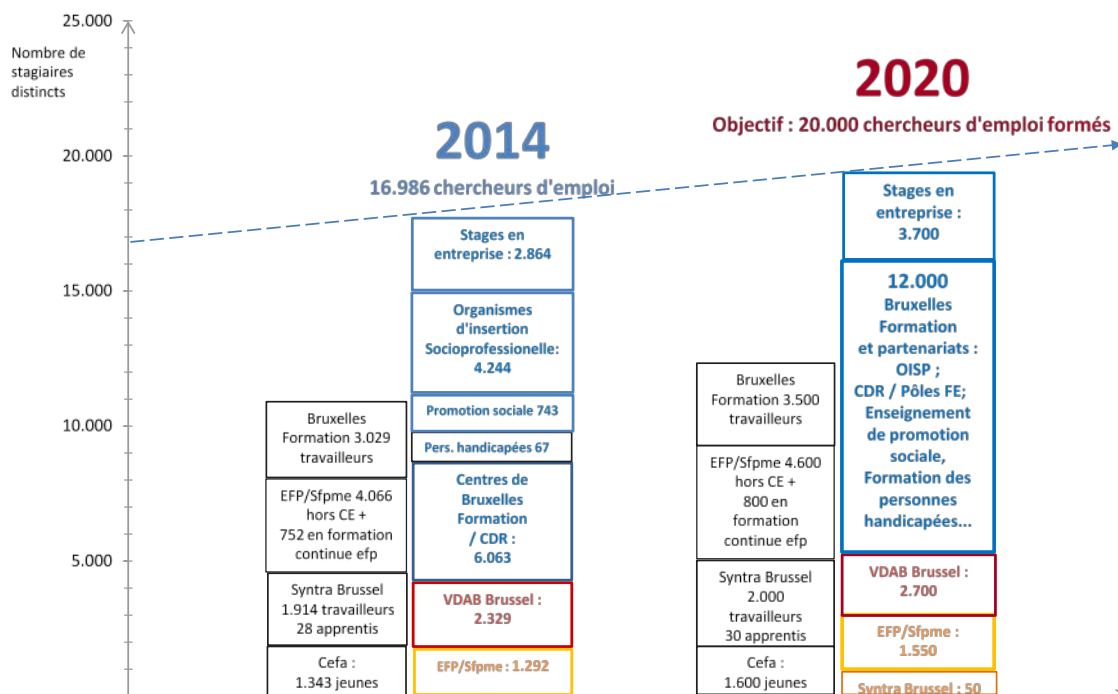 25.000
Nombre de
stagiaires
distincts
20.000
15.000
10.000
5.000
2014
16.986 chercheurs d'emploi
2020
Objectif : 20.000 chercheurs d'emploi formés
Bruxelles
Formation 3.029
travailleurs
EFP/Sfpme 4.066
hors CE +
752 en formation
continue efp
Syntra Brussel
1.914 travailleurs
28 apprentis
Cefa :
1.343 jeunes
Stages en
entreprise : 2.864
Organismes
d'insertion
Socioprofessionelle:
4.244
Promotion sociale 743
Pers. handicapées 67
Centres de
Bruxelles
Formation
/ CDR :
6.063
VDAB Brussel :
2.329
EFP/Sfpme : 1.292
Bruxelles
Formation 3.500
travailleurs
EFP/Sfpme 4.600
hors CE +
800 en
formation
continue efp
Syntra Brussel
2.000
travailleurs
30 apprentis
Cefa :
1.600 jeunes
Stages en
entreprise :
3.700
12.000
Bruxelles
Formation
et partenariats :
OISP ;
CDR / Pôles FE;
Enseignement
de promotion
sociale,
Formation des
personnes
handicapées...
VDAB Brussel :
2.700
EFP/Sfpme :
1.550
Syntra Brussel : 50